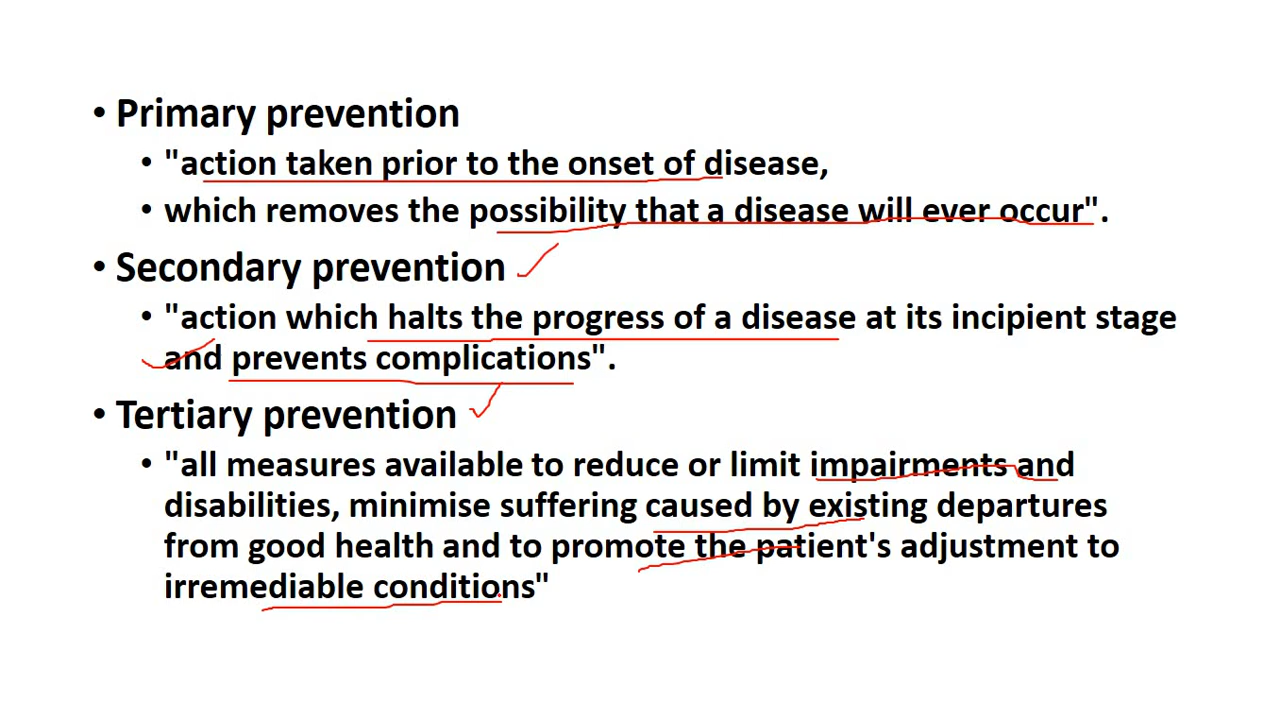 • Primary prevention
• "action taken prior to the onset of disease,
• which removes the possibility that a disease will ever occur".
• Secondary prevention
• "action which halts the progress of a disease at its incipient stage
and prevents complications".
• Tertiary prevention
• "all measures available to reduce or limit impairments and
disabilities, minimise suffering caused by existing departures
from good health and to promote the patient's adjustment to
irremediable conditions"